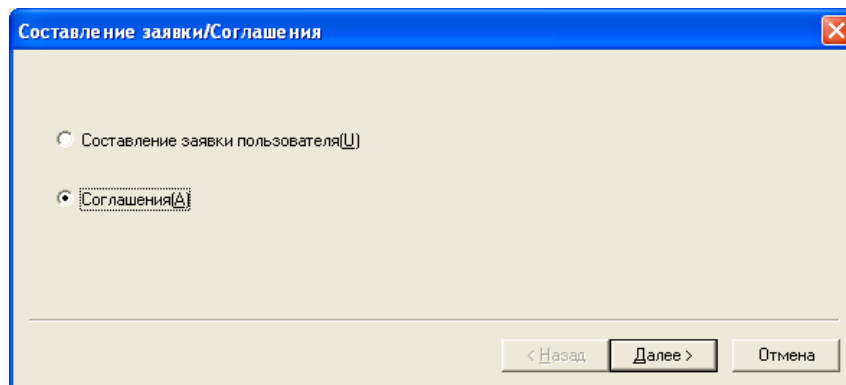 Составление заявки/Соглашения
Составление заявки пользователя(U)
Соглашения(A)
< Назад
Далее >
Отмена